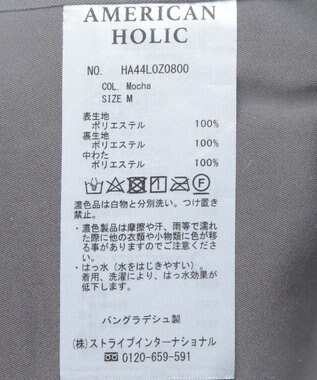 AMERICAN
HOLIC
NO. HA44L0Z0800
COL. Mocha
SIZE M
表生地
ポリエステル 100%
裏生地
ポリエステル 100%
中わた
ポリエステル 100%
濃色品は白物と分別洗い。つけ置き
禁止。
・濃色製品は摩擦や汗、雨等で濡れ
た際に他の衣類や小物類に色が移
る事がありますのでご注意くださ
い。
・はっ水（水をはじきやすい）。
着用、洗濯により、はっ水効果が
低下します。
バングラデシュ製
(株)ストライプインターナショナル
0120-659-591